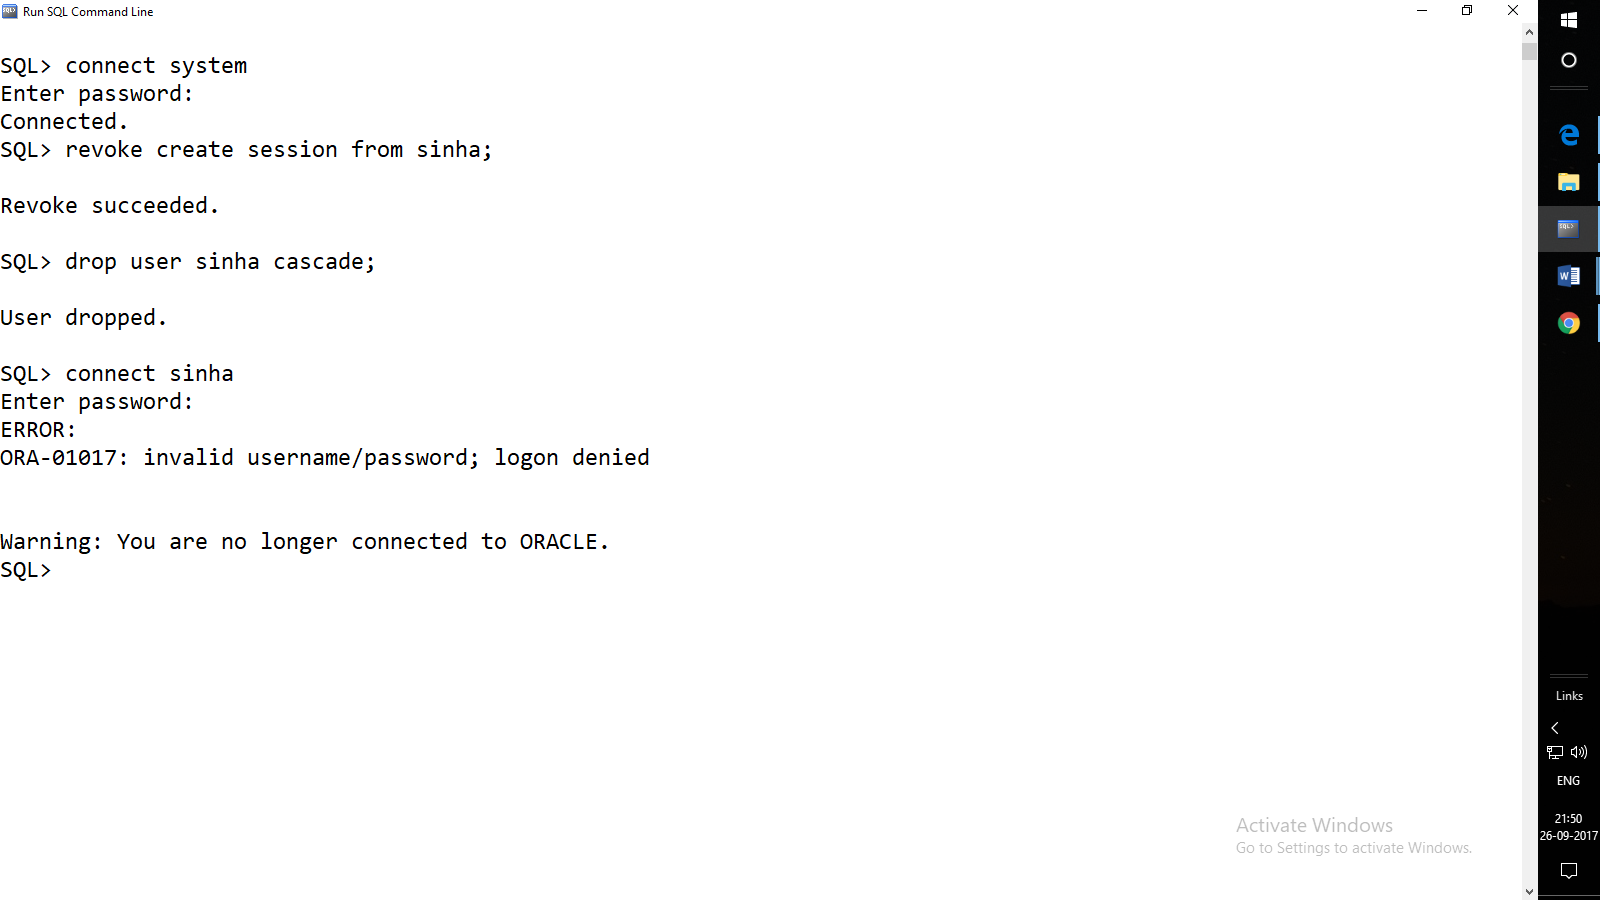 Run SQL Command Line
SQL> connect system
Enter password:
Connected.
SQL> revoke create session from sinha;
Revoke succeeded.
SQL> drop user sinha cascade;
User dropped.
SQL> connect sinha
Enter password:
ERROR:
ORA-01017: invalid username/password; logon denied
Warning: You are no longer connected to ORACLE.
SQL>
Activate Windows
Go to Settings to activate Windows.
Links
ENG
21:50
26-09-2017